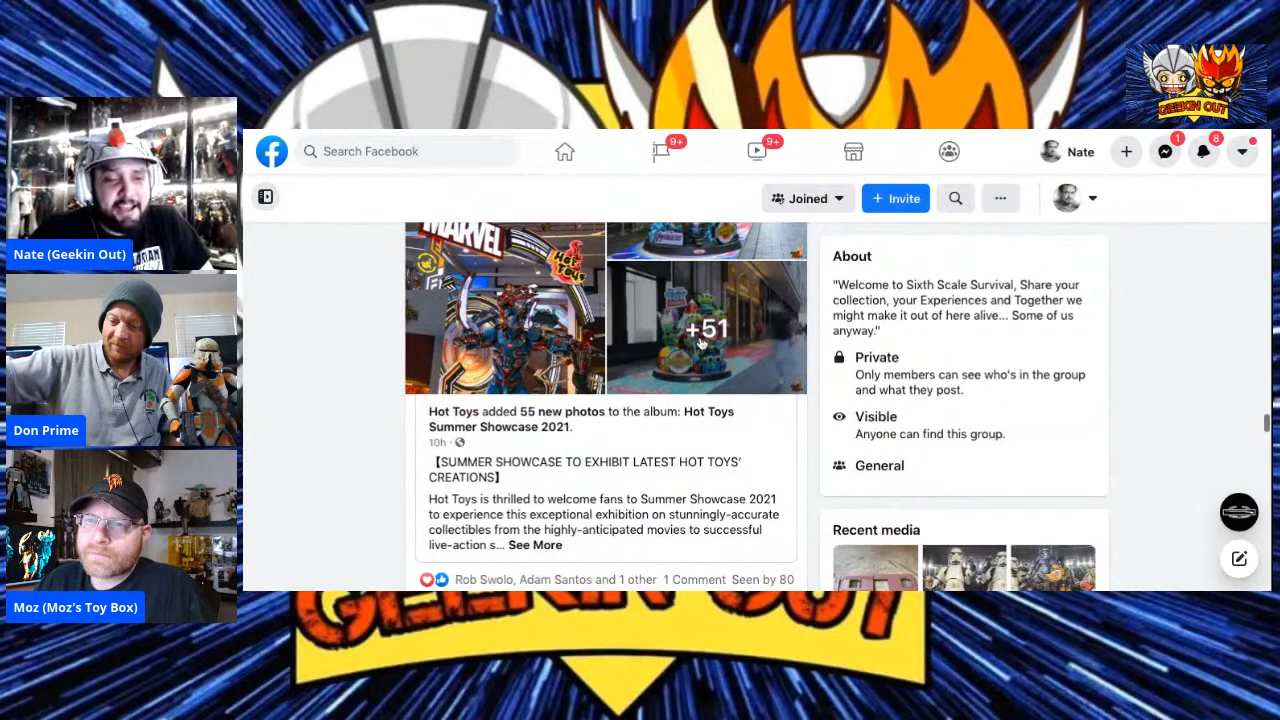 GEEKIN OUT
Search Facebook
9+
9+
Nate
1
8
Joined
+ Invite
Nate (Geekin Out)
Don Prime
Moz (Moz's Toy Box)
MARVEL
HOT TOYS
+51
Hot Toys added 55 new photos to the album: Hot Toys
Summer Showcase 2021.
10h ·
【SUMMER SHOWCASE TO EXHIBIT LATEST HOT TOYS'
CREATIONS】
Hot Toys is thrilled to welcome fans to Summer Showcase 2021
to experience this exceptional exhibition on stunningly-accurate
collectibles from the highly-anticipated movies to successful
live-action s... See More
Rob Swolo, Adam Santos and 1 other 1 Comment Seen by 80
About
"Welcome to Sixth Scale Survival, Share your
collection, your Experiences and Together we
might make it out of here alive... Some of us
anyway."
Private
Only members can see who's in the group
and what they post.
Visible
Anyone can find this group.
General
Recent media
GEEKIN OUT